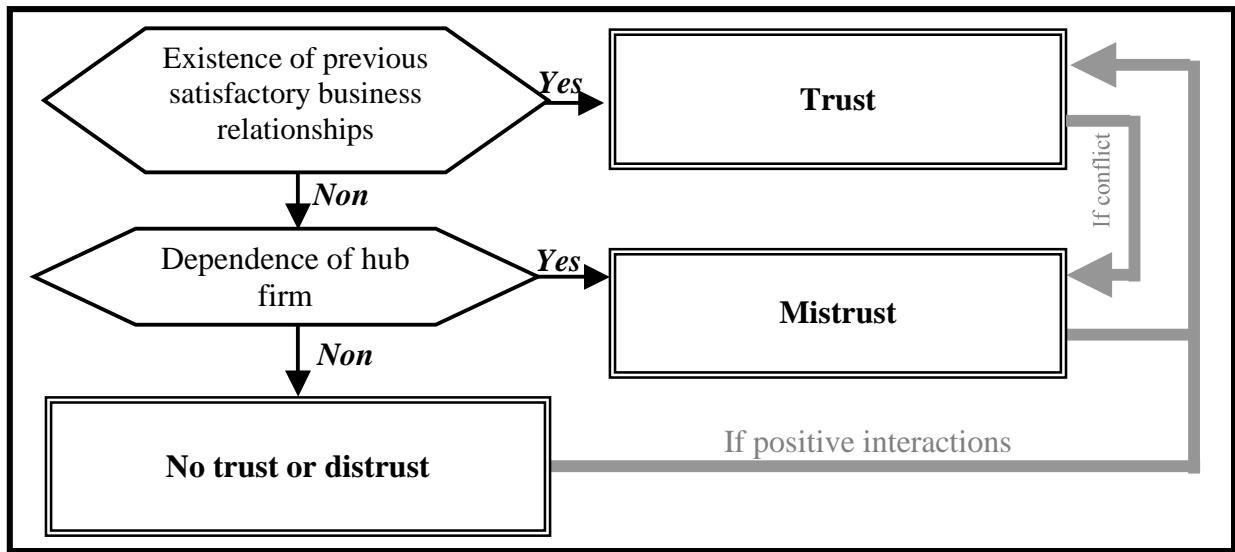 Existence of previous
satisfactory business
relationships
Yes
Trust
If conflict
Non
Dependence of hub
firm
Yes
Mistrust
Non
No trust or distrust
If positive interactions